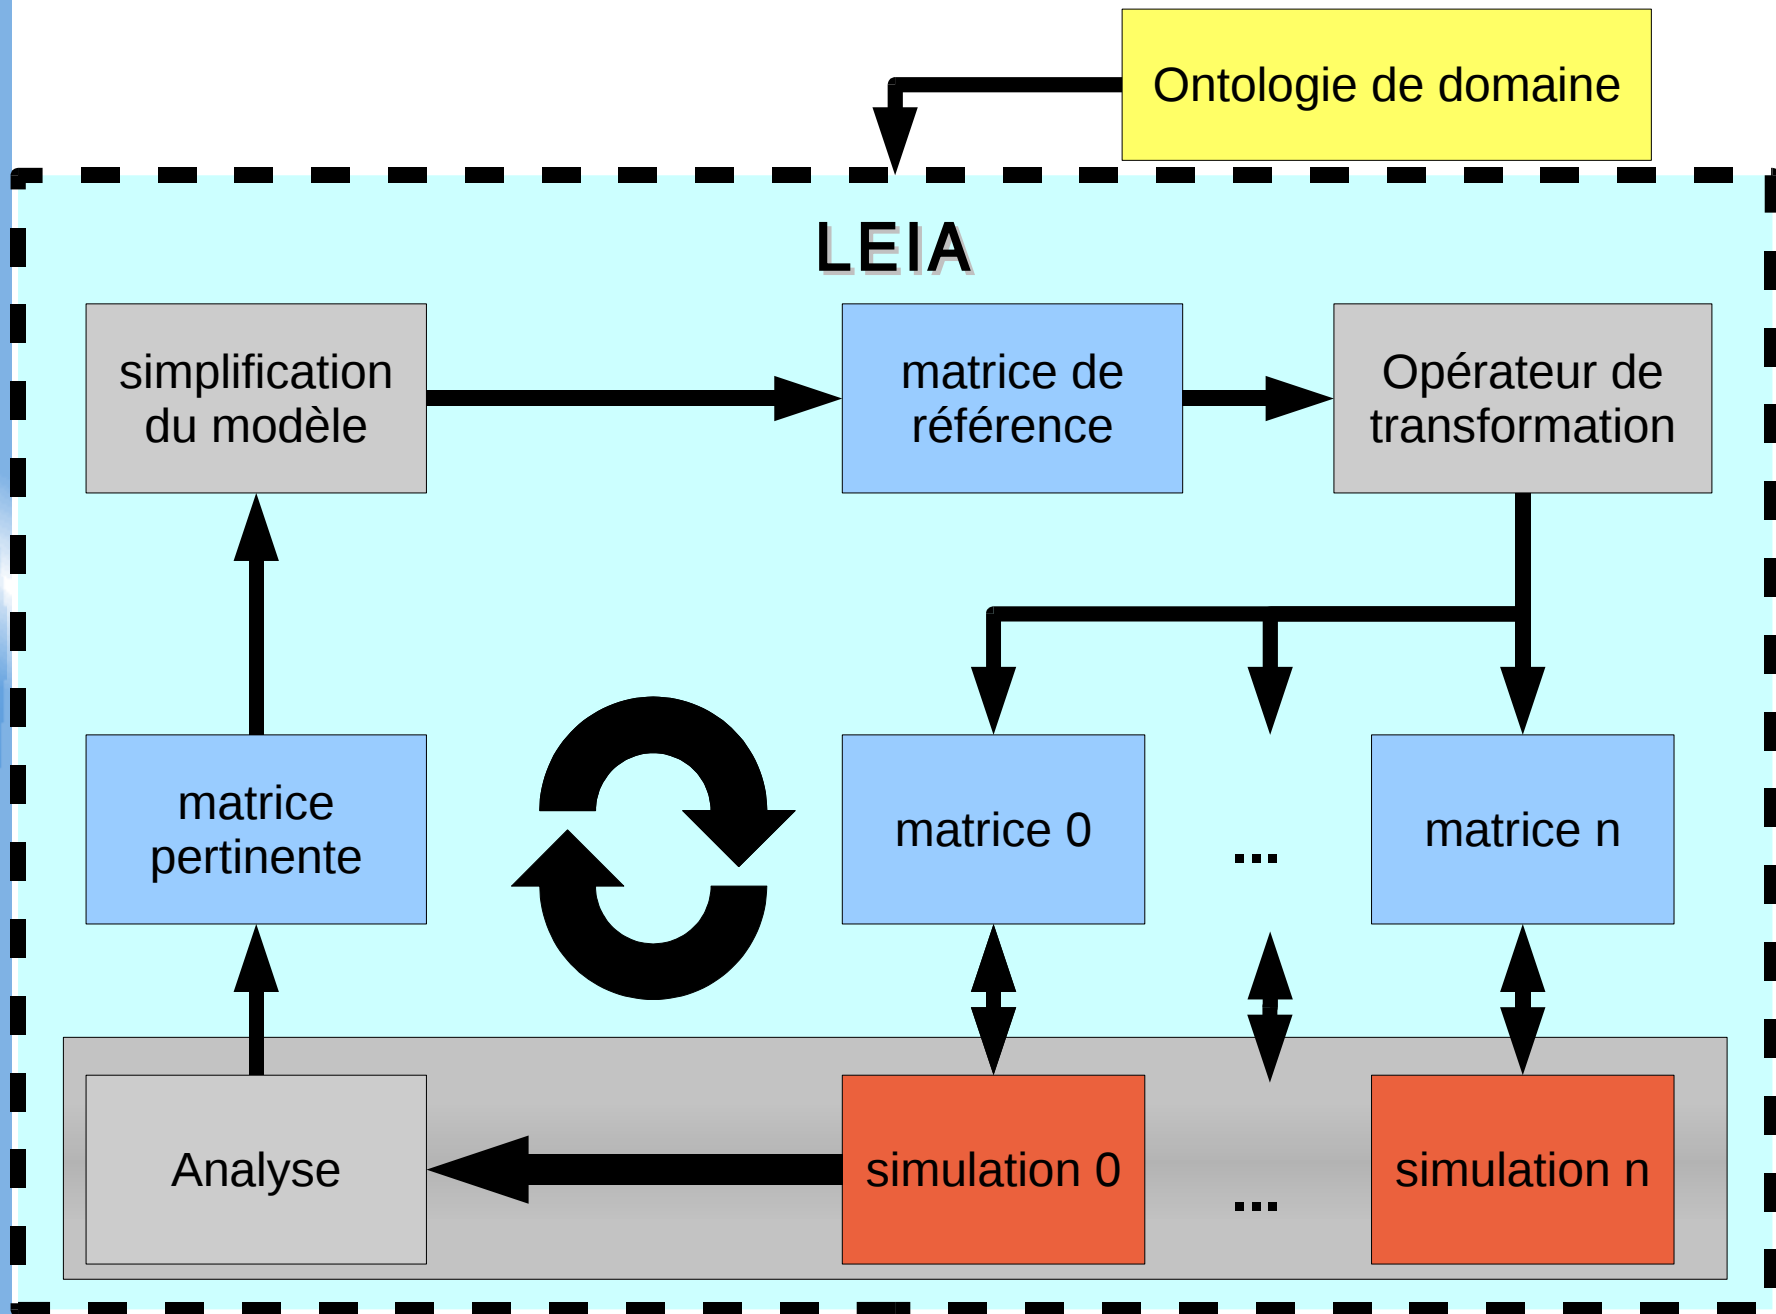 Ontologie de domaine
LEIA
simplification
du modèle
matrice de
référence
Opérateur de
transformation
matrice
pertinente
matrice 0
...
matrice n
Analyse
simulation 0
...
simulation n